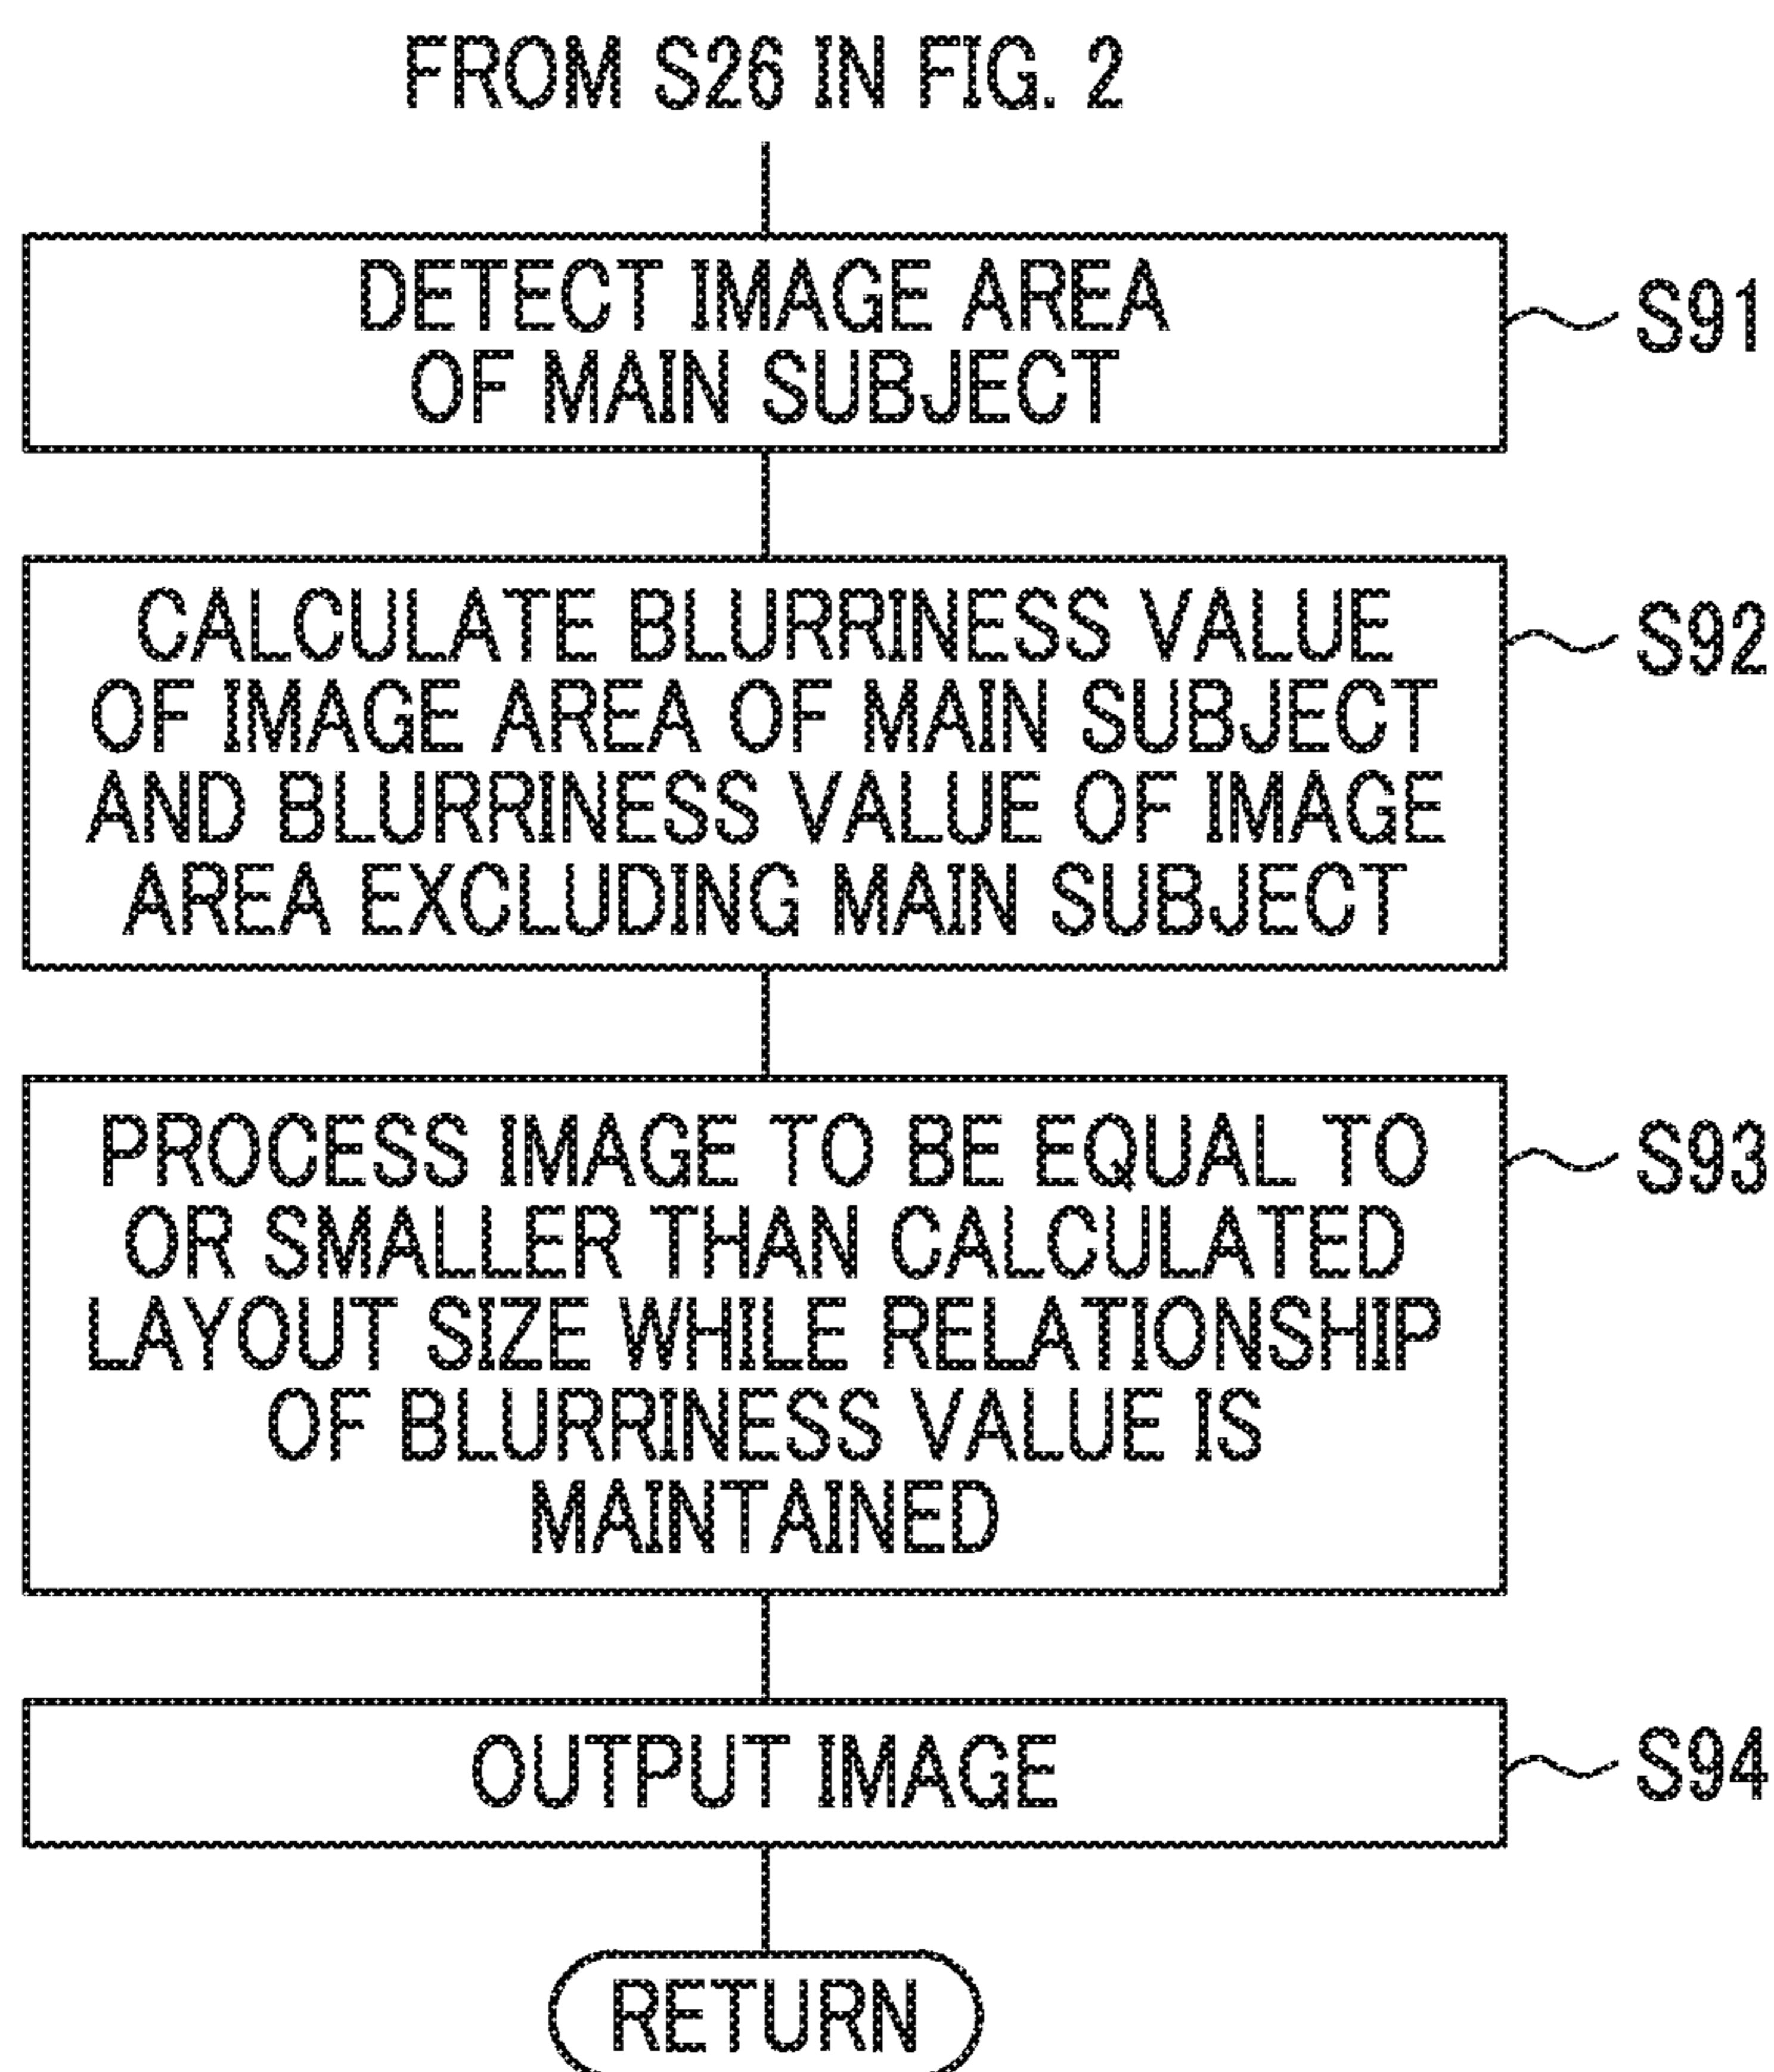 FROM S26 IN FIG. 2
DETECT IMAGE AREA
OF MAIN SUBJECT
S91
CALCULATE BLURRINESS VALUE
OF IMAGE AREA OF MAIN SUBJECT
AND BLURRINESS VALUE OF IMAGE
AREA EXCLUDING MAIN SUBJECT
S92
PROCESS IMAGE TO BE EQUAL TO
OR SMALLER THAN CALCULATED
LAYOUT SIZE WHILE RELATIONSHIP
OF BLURRINESS VALUE IS
MAINTAINED
S93
OUTPUT IMAGE
S94
RETURN